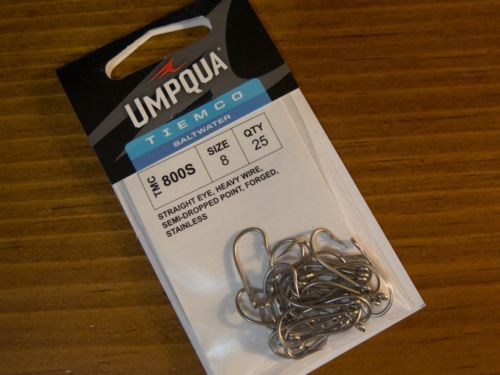 UMPQUA
TIEMCO
SALTWATER
TMC 800S SIZE 8 QTY 25
STRAIGHT EYE, HEAVY WIRE,
SEMI-DROPPED POINT, FORGED,
STAINLESS